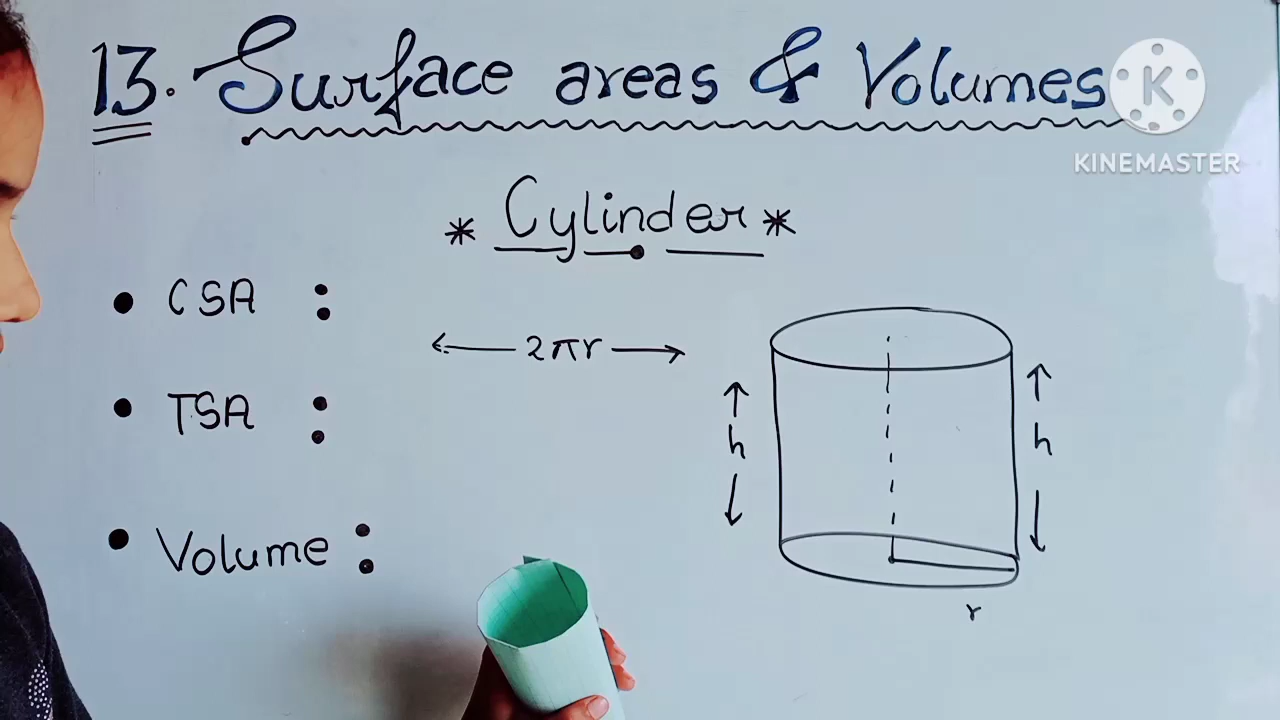 13. Surface areas & Volumes
K
KINEMASTER
* Cylinder *
• CSA :
2πr
• TSA :
h
h
• Volume :
r